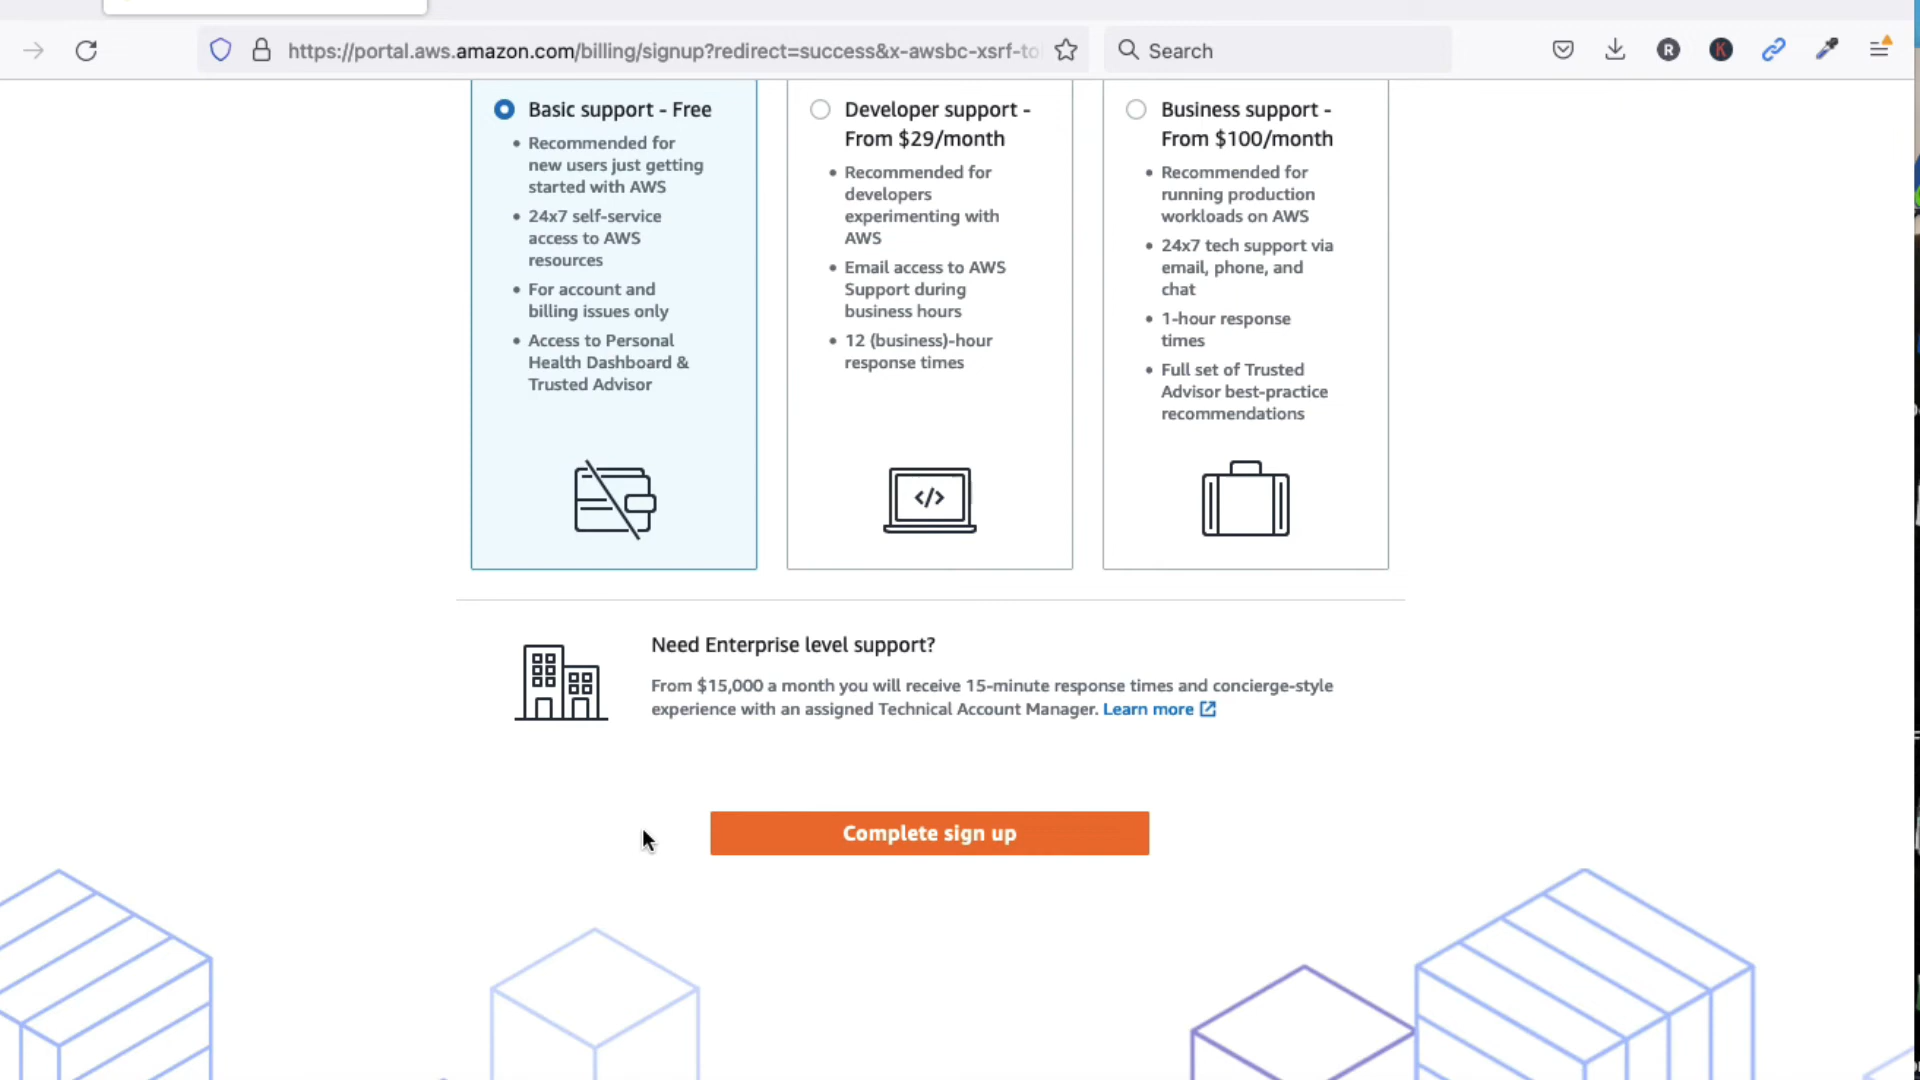 https://portal.aws.amazon.com/billing/signup?redirect=success&x-awsbc-xsrf-to
Search
R
K
Basic support - Free
• Recommended for
new users just getting
started with AWS
• 24x7 self-service
access to AWS
resources
• For account and
billing issues only
• Access to Personal
Health Dashboard &
Trusted Advisor
Developer support -
From $29/month
• Recommended for
developers
experimenting with
AWS
• Email access to AWS
Support during
business hours
• 12 (business)-hour
response times
</>
Business support -
From $100/month
• Recommended for
running production
workloads on AWS
• 24x7 tech support via
email, phone, and
chat
• 1-hour response
times
• Full set of Trusted
Advisor best-practice
recommendations
Need Enterprise level support?
From $15,000 a month you will receive 15-minute response times and concierge-style
experience with an assigned Technical Account Manager. Learn more
Complete sign up